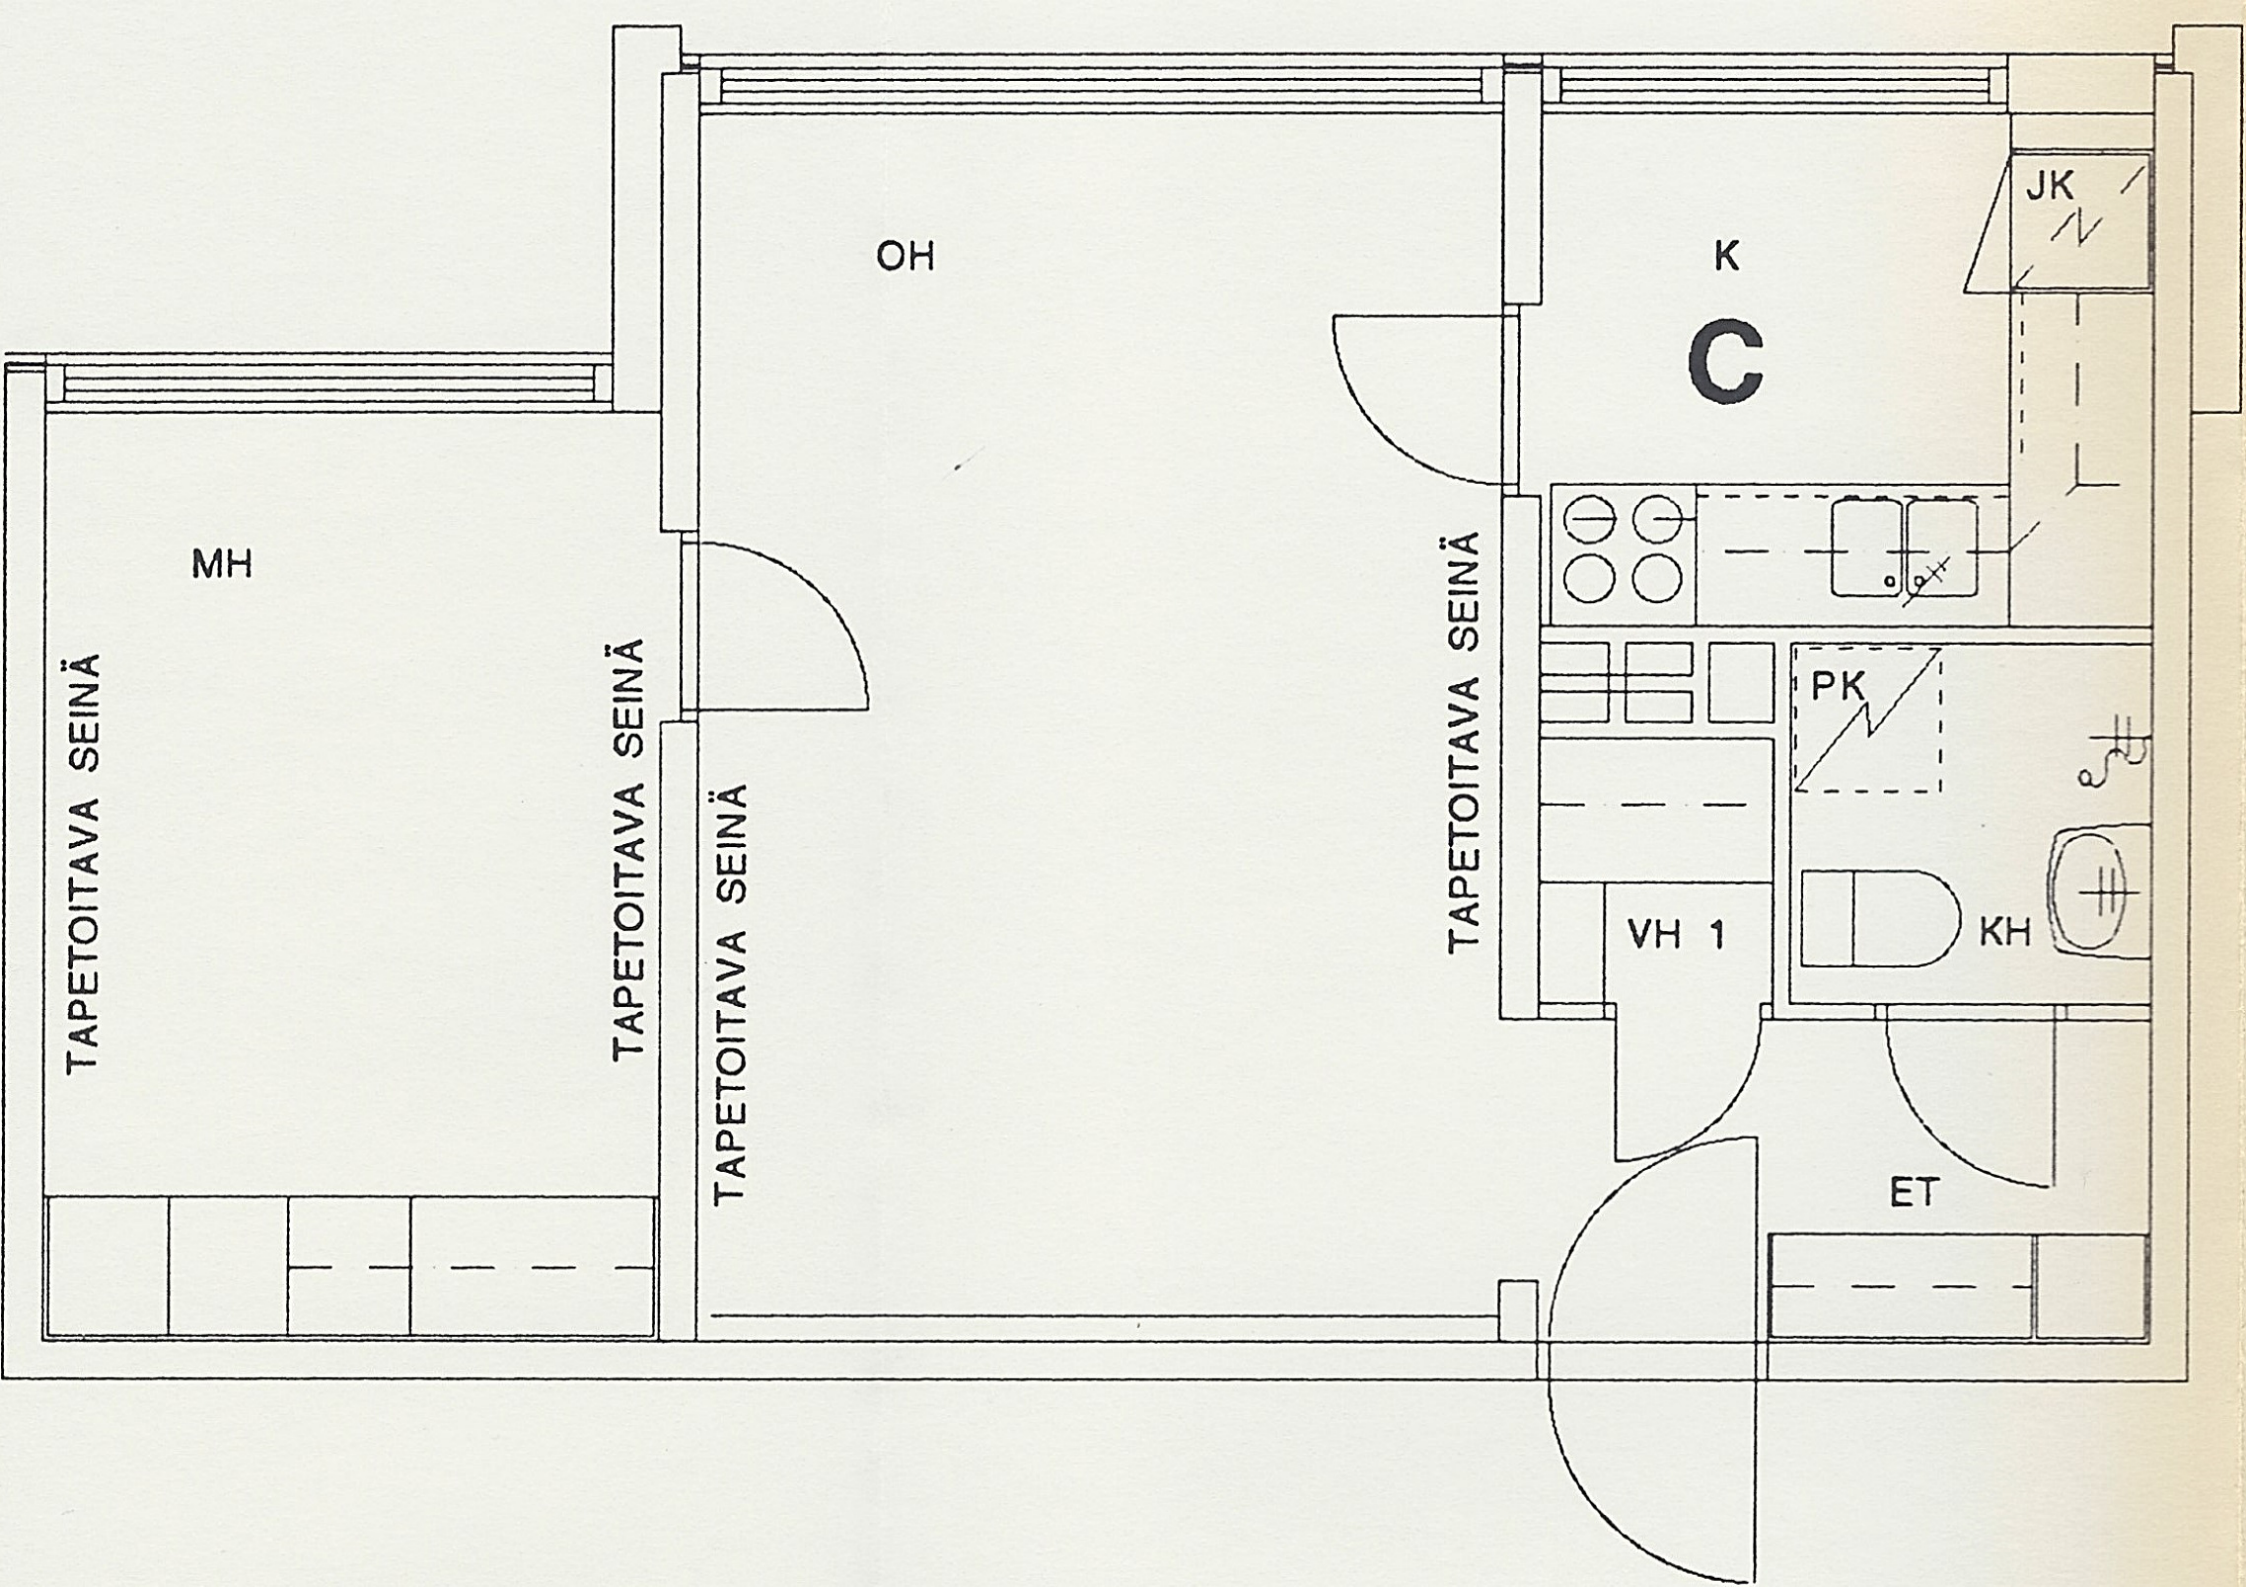 JK
OH
K
C
MH
TAPETOITAVA SEINÄ
TAPETOITAVA SEINÄ
TAPETOITAVA SEINÄ
TAPETOITAVA SEINÄ
PK
VH 1
KH
ET